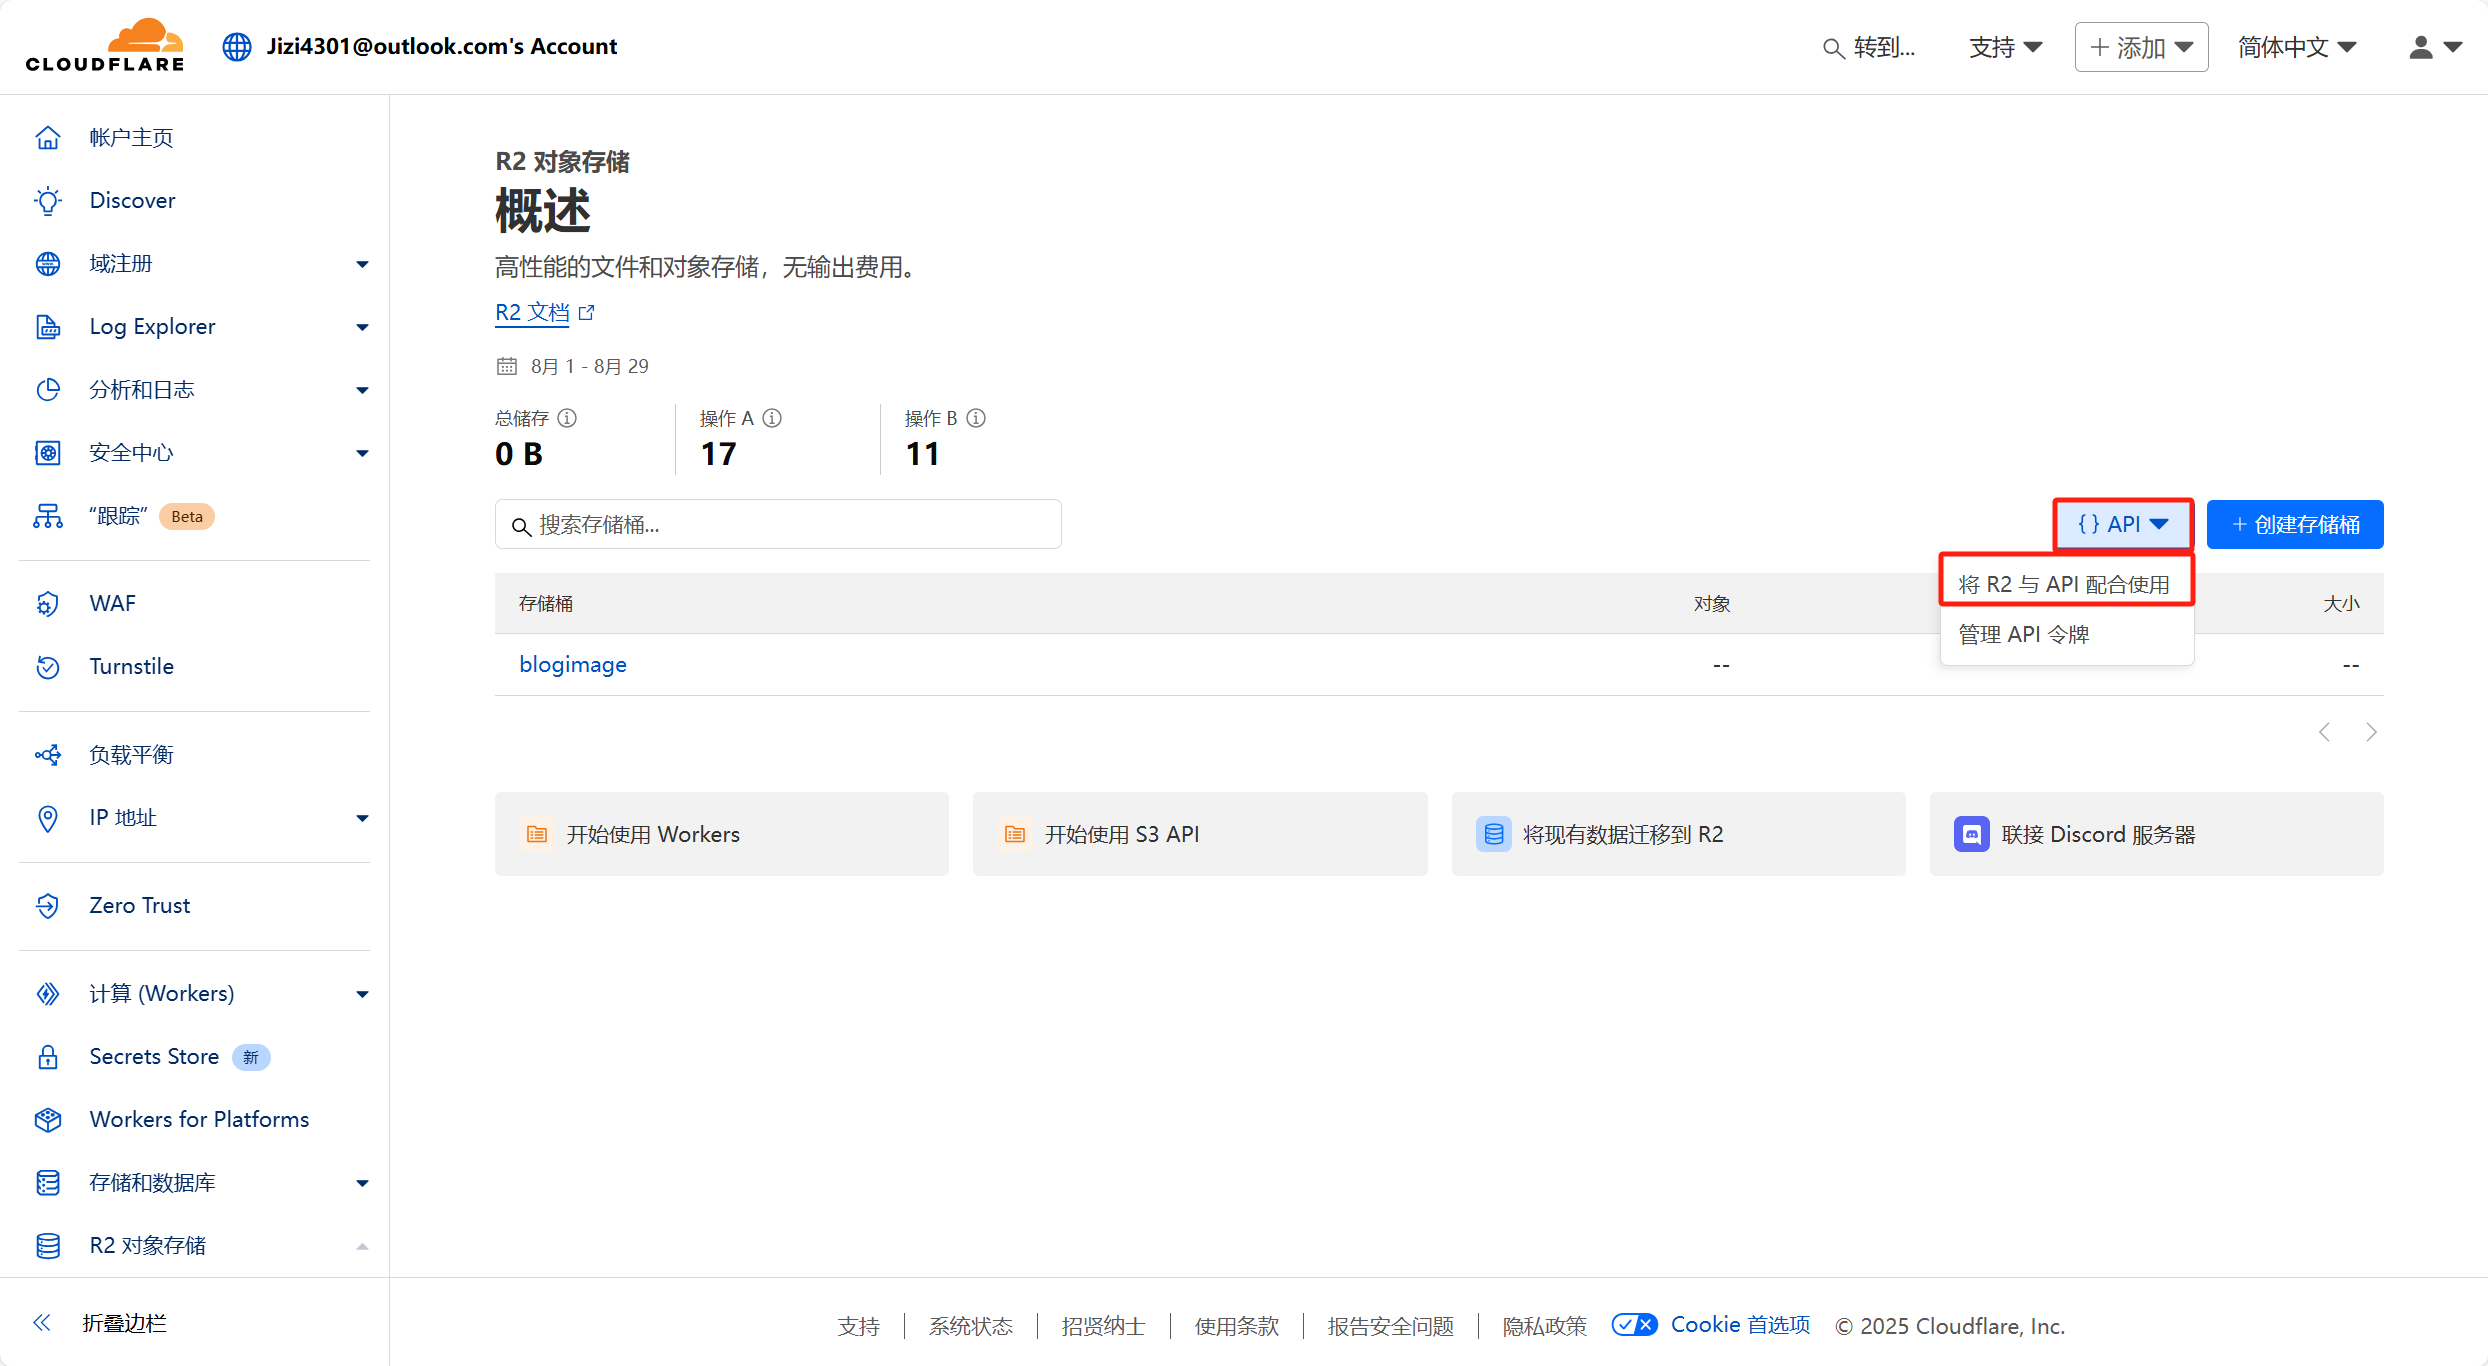 CLOUDFLARE
Jizi4301@outlook.com's Account
转到...
支持
添加
简体中文
帐户主页
Discover
域注册
Log Explorer
分析和日志
安全中心
“跟踪”
Beta
WAF
Turnstile
负载平衡
IP 地址
Zero Trust
计算 (Workers)
Secrets Store
新
Workers for Platforms
存储和数据库
R2 对象存储
折叠边栏
R2 对象存储
概述
高性能的文件和对象存储，无输出费用。
R2 文档
8月 1 - 8月 29
总储存
操作 A
操作 B
0 B
17
11
搜索存储桶...
{ } API
+ 创建存储桶
将 R2 与 API 配合使用
管理 API 令牌
存储桶
对象
大小
blogimage
--
--
开始使用 Workers
开始使用 S3 API
将现有数据迁移到 R2
联接 Discord 服务器
支持
系统状态
招贤纳士
使用条款
报告安全问题
隐私政策
Cookie 首选项
© 2025 Cloudflare, Inc.